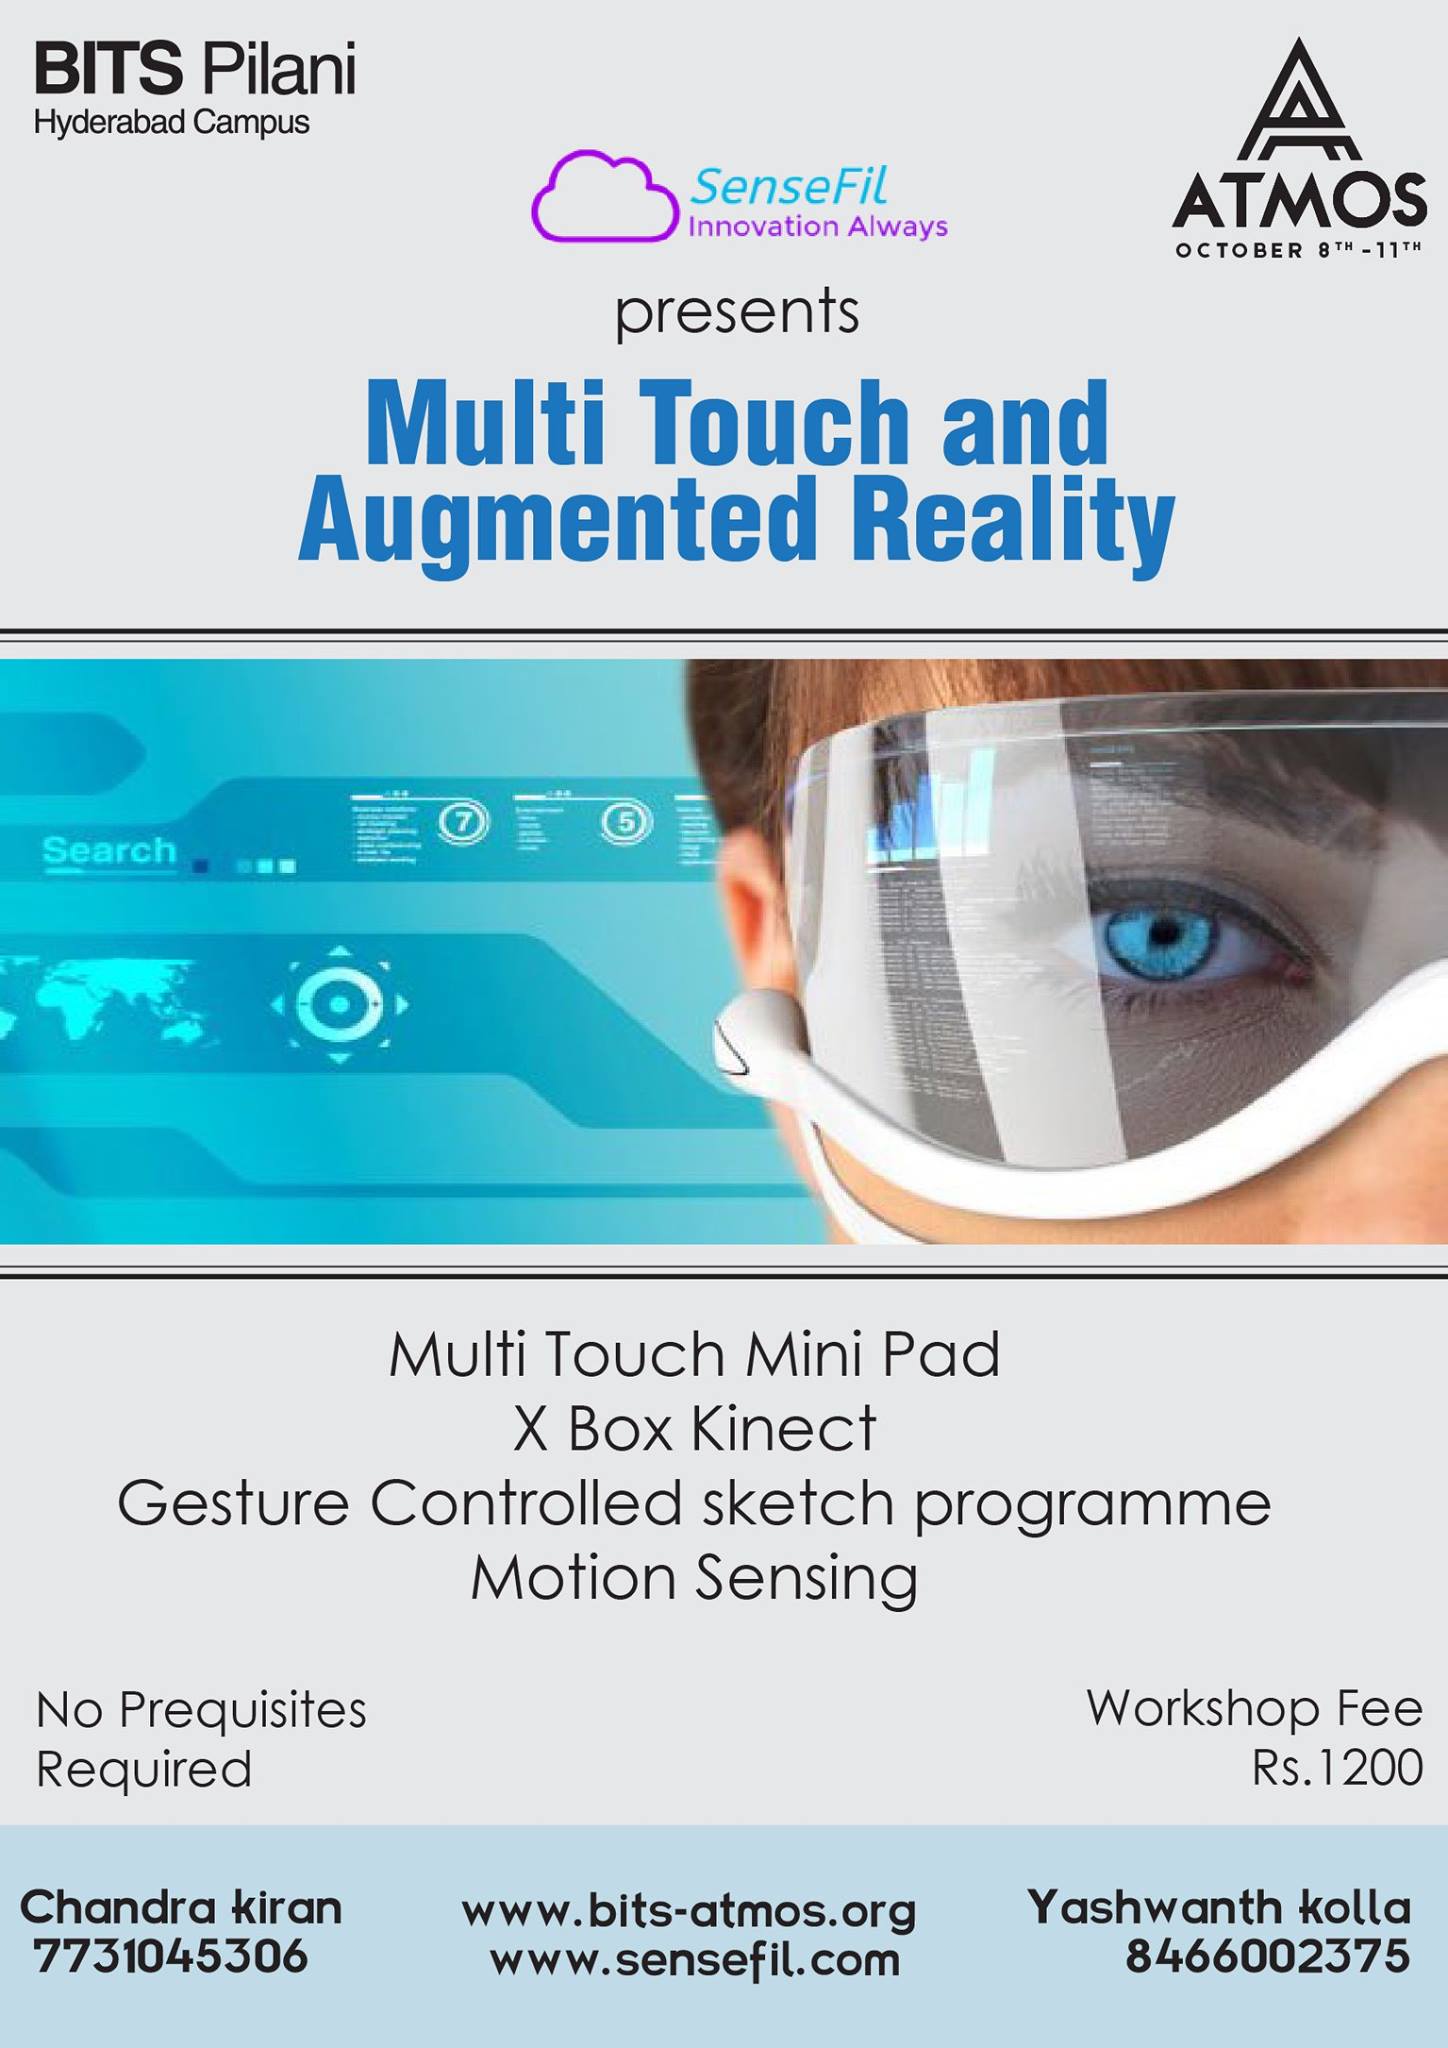 BITS Pilani
Hyderabad Campus
SenseFil
Innovation Always
ATMOS
OCTOBER 8TH - 11TH
presents
Multi Touch and
Augmented Reality
Search
7
5
Multi Touch Mini Pad
X Box Kinect
Gesture Controlled sketch programme
Motion Sensing
No Prequisites
Required
Workshop Fee
Rs.1200
Chandra kiran
7731045306
www.bits-atmos.org
www.sensefil.com
Yashwanth kolla
8466002375